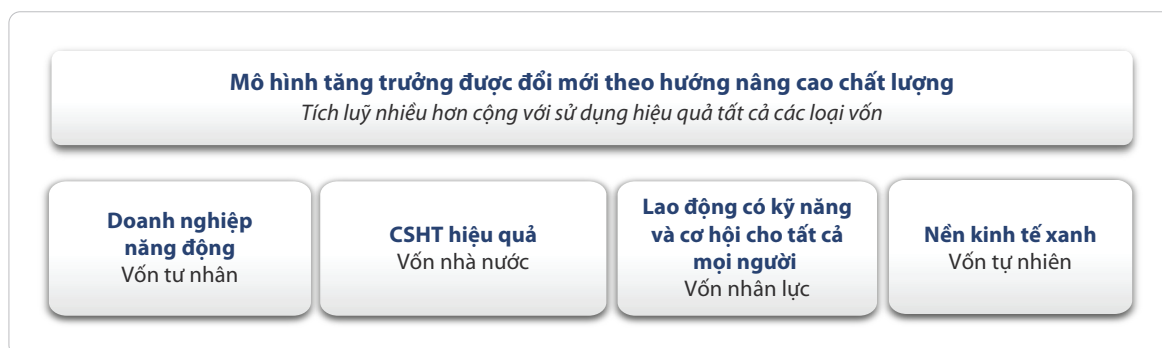 Mô hình tăng trưởng được đổi mới theo hướng nâng cao chất lượng
Tích luỹ nhiều hơn cộng với sử dụng hiệu quả tất cả các loại vốn
Doanh nghiệp
năng động
Vốn tư nhân
CSHT hiệu quả
Vốn nhà nước
Lao động có kỹ năng
và cơ hội cho tất cả
mọi người
Vốn nhân lực
Nền kinh tế xanh
Vốn tự nhiên